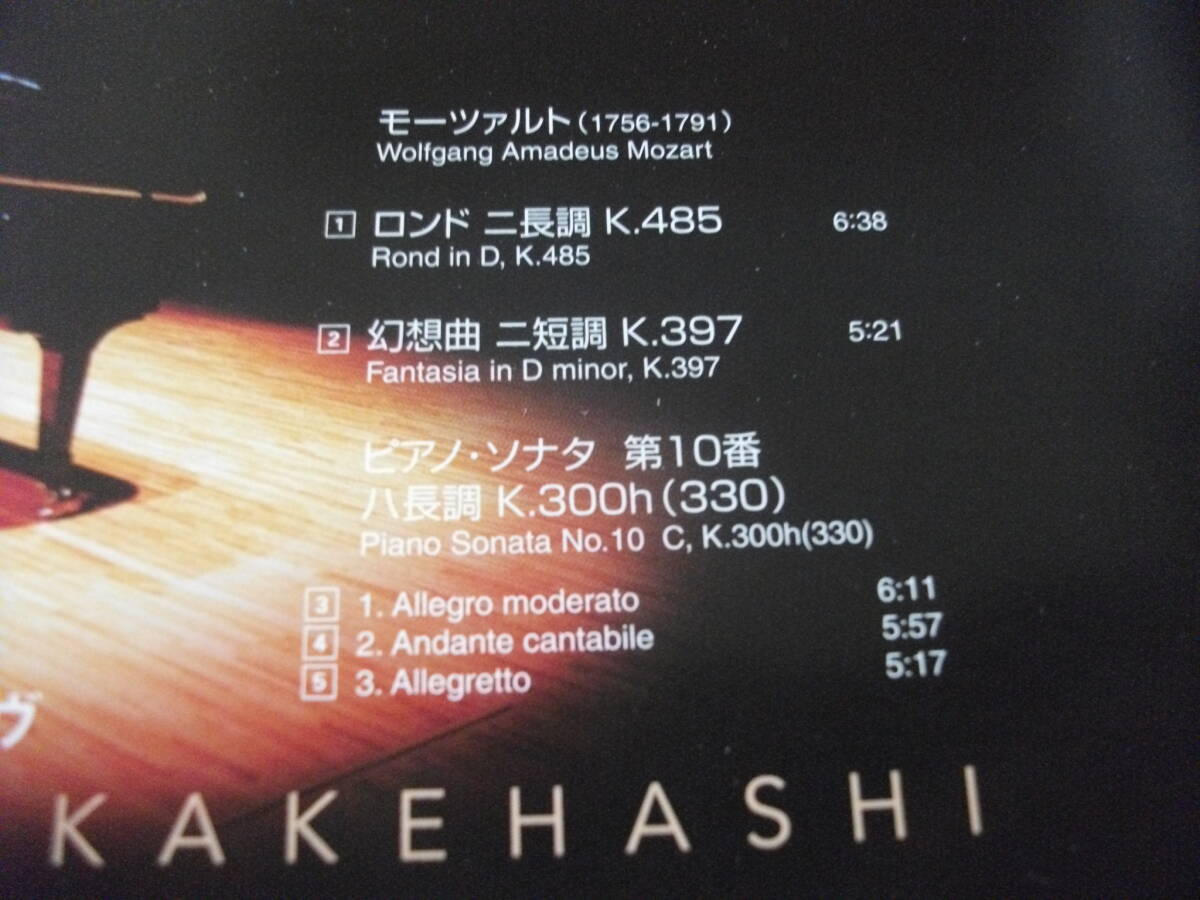 モーツァルト(1756-1791)
Wolfgang Amadeus Mozart
1 ロンド ニ長調 K.485 6:38
Rond in D, K.485
2 幻想曲 ニ短調 K.397 5:21
Fantasia in D minor, K.397
ピアノ・ソナタ 第10番
ハ長調 K.300h(330)
Piano Sonata No.10 C, K.300h(330)
3 1. Allegro moderato 6:11
4 2. Andante cantabile 5:57
5 3. Allegretto 5:17
ヴ
KAKEHASHI